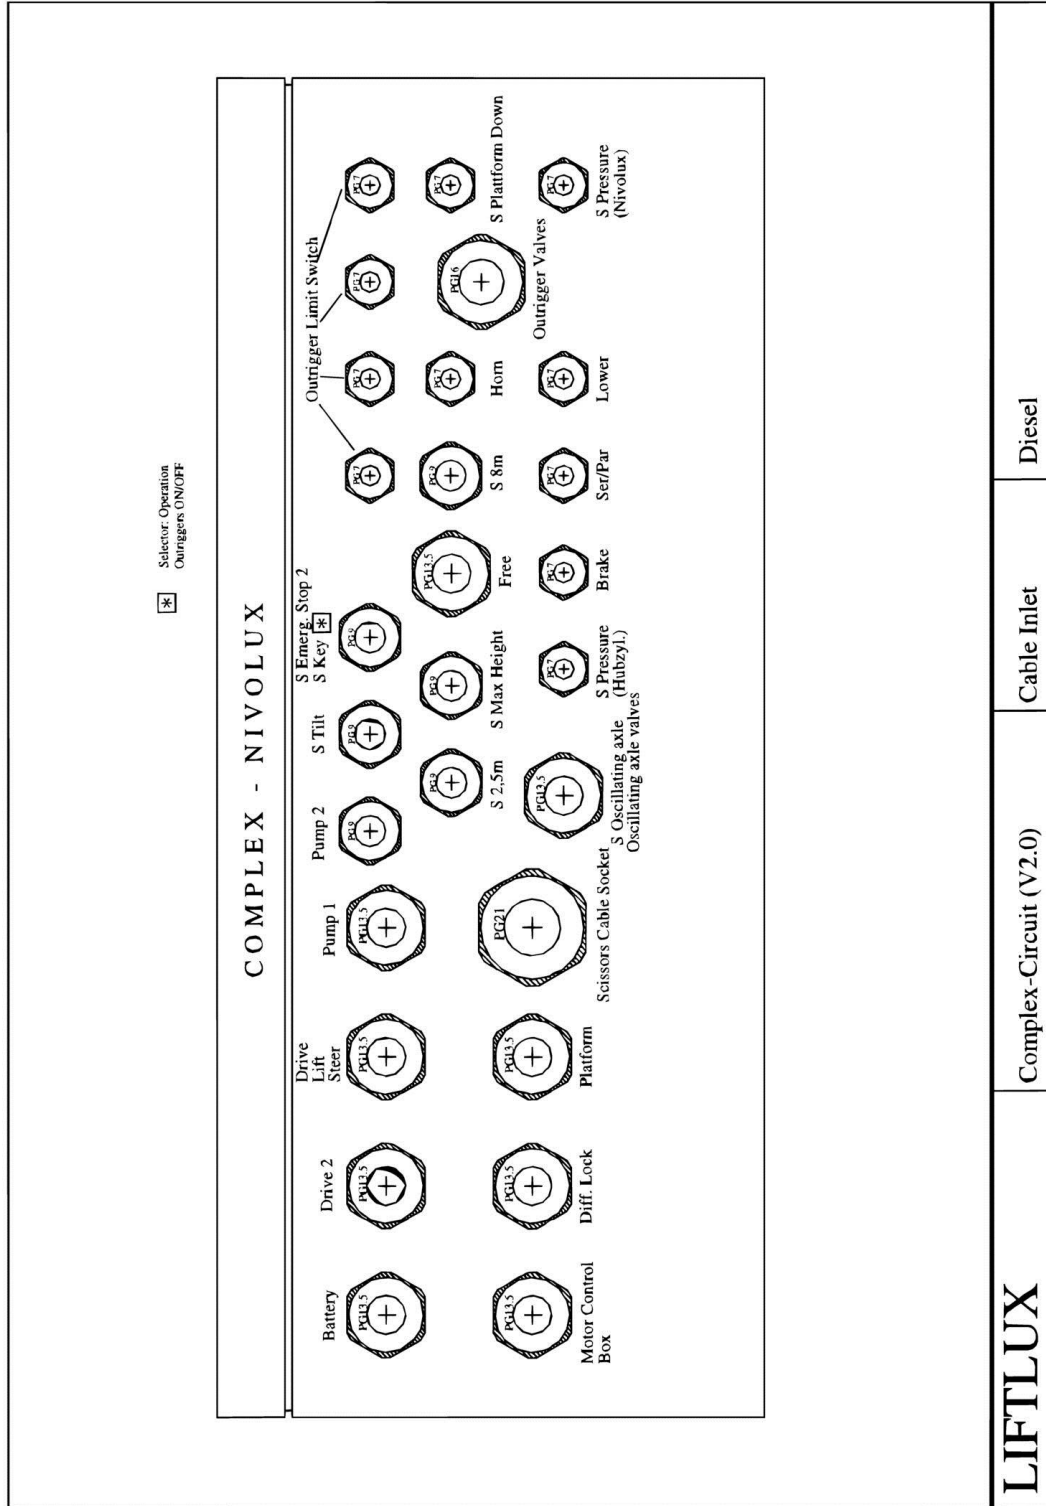 Selector: Operation
Outriggers ON/OFF
*
COMPLEX - NIVOLUX
Outrigger Limit Switch
Battery
PG13.5
Drive 2
PG13.5
Drive
Lift
Steer
PG13.5
Pump 1
PG13.5
Pump 2
PG9
S Tilt
PG9
S Emerg. Stop 2
S Key *
PG9
PG7
PG7
PG7
PG7
PG9
S 2,5m
PG9
S Max Height
PG13.5
Free
PG9
S 8m
PG7
Horn
PG16
Outrigger Valves
PG7
S Plattform Down
PG13.5
Motor Control
Box
PG13.5
Diff. Lock
PG13.5
Platform
PG21
Scissors Cable Socket
PG13.5
S Oscillating axle
Oscillating axle valves
PG7
S Pressure
(Hubzyl.)
PG7
Brake
PG7
Ser/Par
PG7
Lower
PG7
S Pressure
(Nivolux)
LIFTLUX
Complex-Circuit (V2.0)
Cable Inlet
Diesel